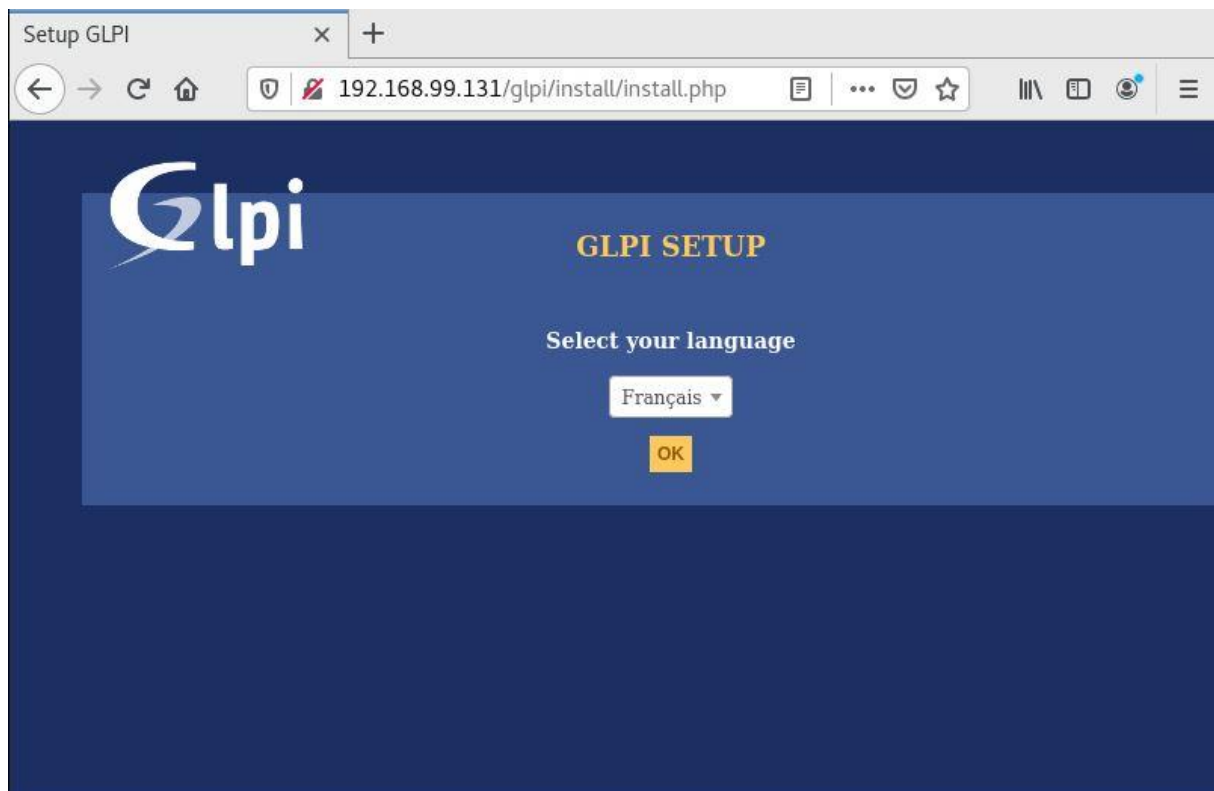 Setup GLPI
192.168.99.131/glpi/install/install.php
Glpi
GLPI SETUP
Select your language
Français
OK